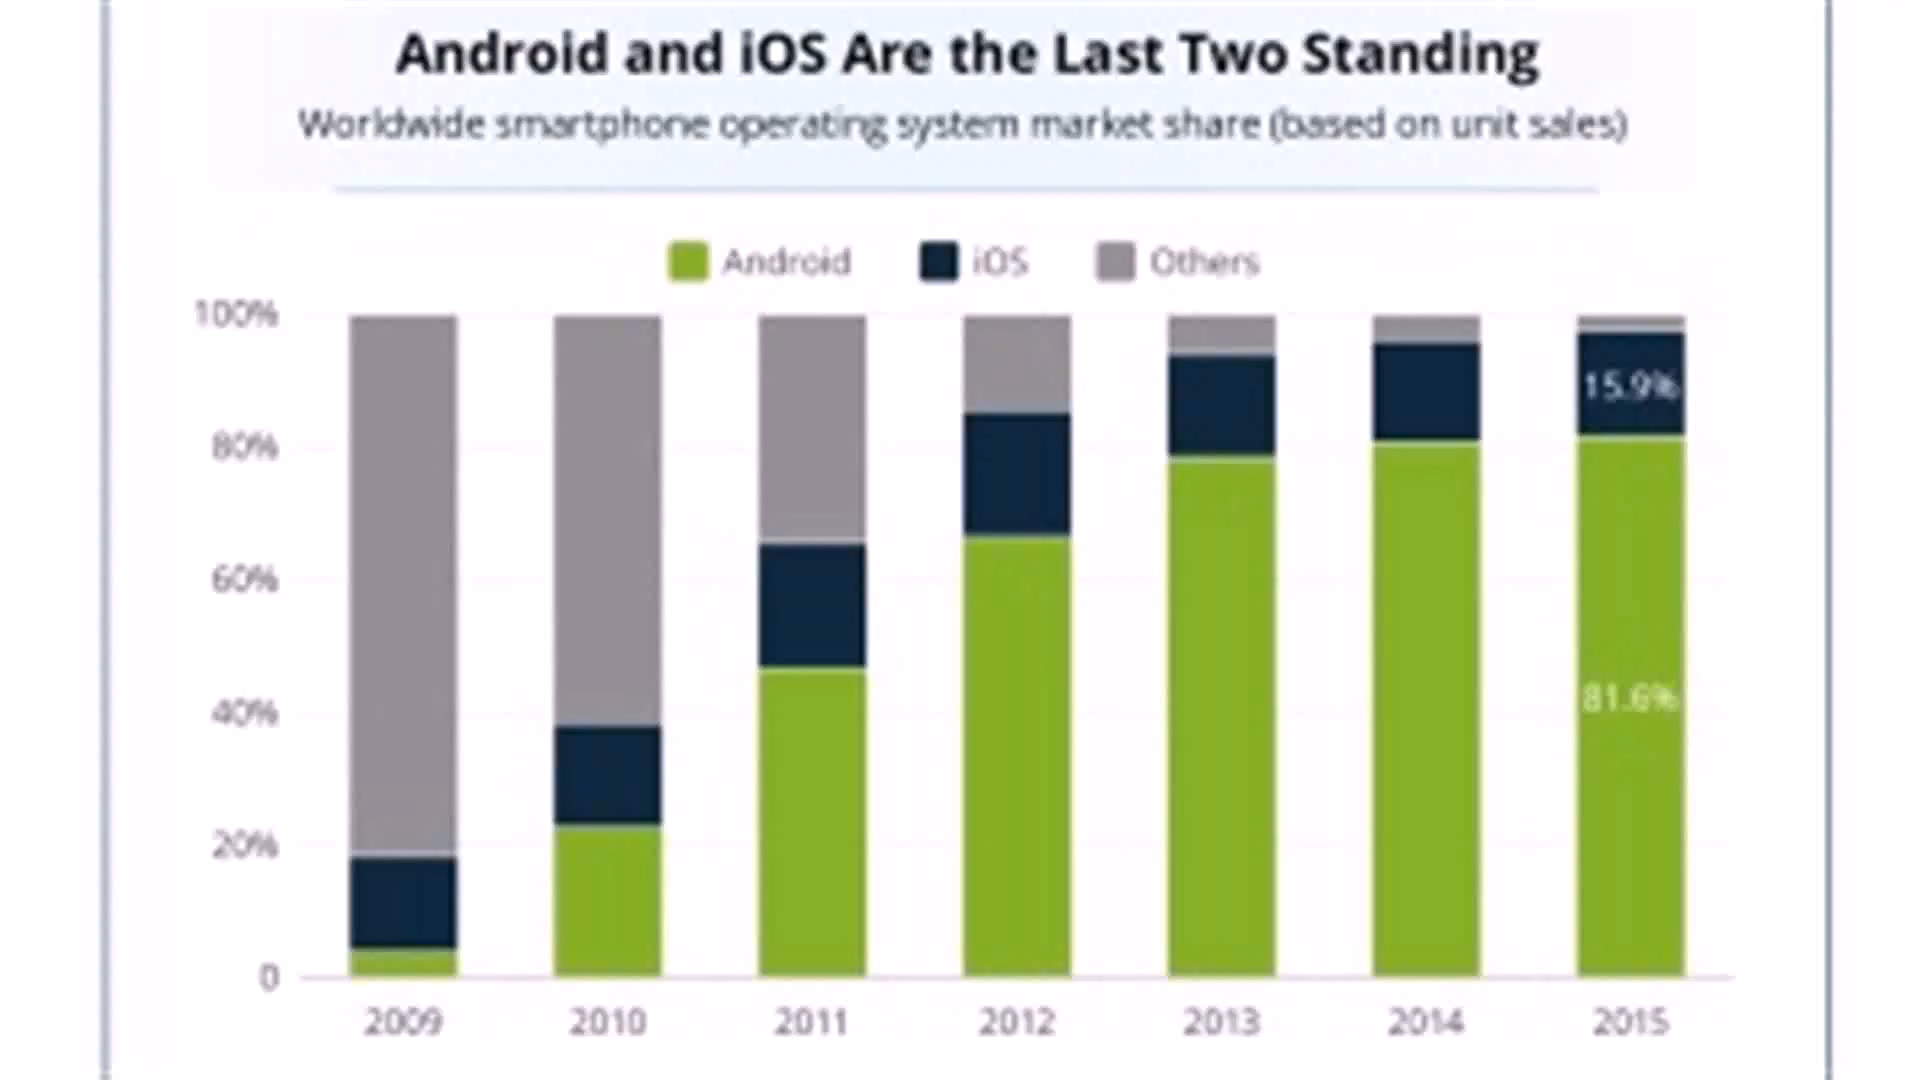 Android and iOS Are the Last Two Standing
Worldwide smartphone operating system market share (based on unit sales)
Android iOS Others
100%
80%
60%
40%
20%
0
15.9%
81.6%
2009 2010 2011 2012 2013 2014 2015